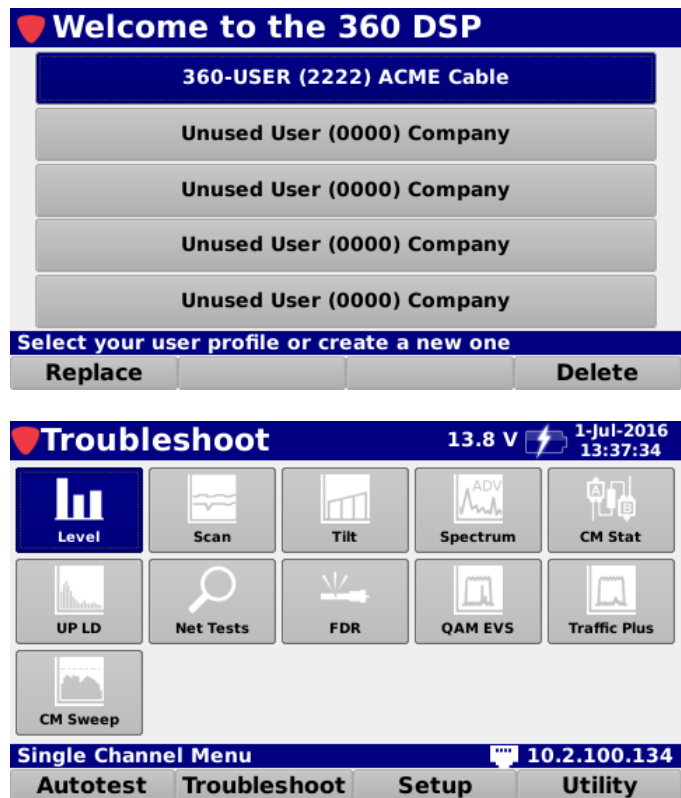 Welcome to the 360 DSP
360-USER (2222) ACME Cable
Unused User (0000) Company
Unused User (0000) Company
Unused User (0000) Company
Unused User (0000) Company
Select your user profile or create a new one
Replace Delete
Troubleshoot 13.8 V 1-Jul-2016
13:37:34
ADV
A
B
Level Scan Tilt Spectrum CM Stat
UP LD Net Tests FDR QAM EVS Traffic Plus
CM Sweep
Single Channel Menu 10.2.100.134
Autotest Troubleshoot Setup Utility